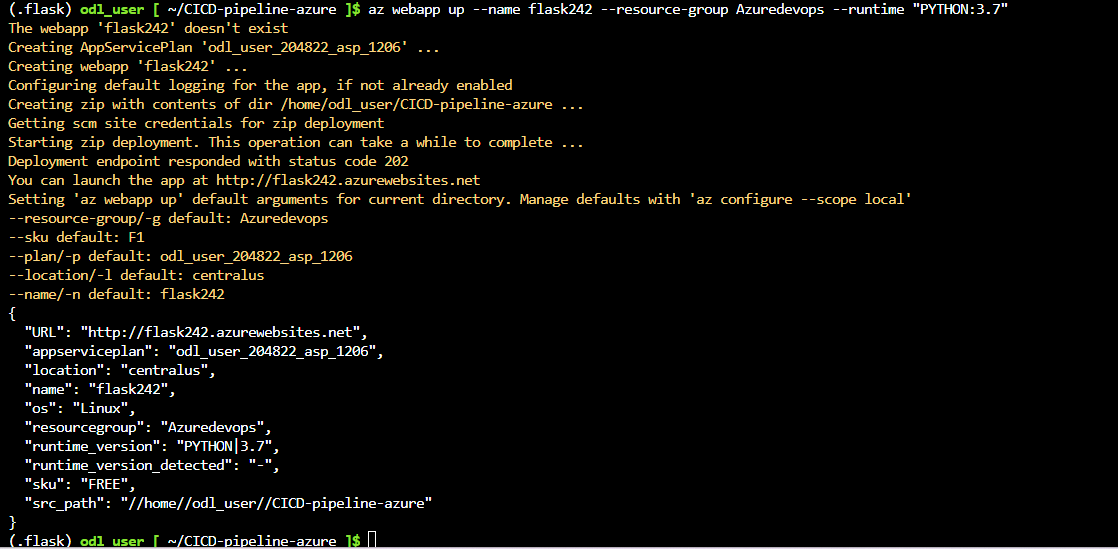 (.flask) odl_user [ ~/CICD-pipeline-azure ]$ az webapp up --name flask242 --resource-group Azuredevops --runtime "PYTHON:3.7"
The webapp 'flask242' doesn't exist
Creating AppServicePlan 'odl_user_204822_asp_1206' ...
Creating webapp 'flask242' ...
Configuring default logging for the app, if not already enabled
Creating zip with contents of dir /home/odl_user/CICD-pipeline-azure ...
Getting scm site credentials for zip deployment
Starting zip deployment. This operation can take a while to complete ...
Deployment endpoint responded with status code 202
You can launch the app at http://flask242.azurewebsites.net
Setting 'az webapp up' default arguments for current directory. Manage defaults with 'az configure --scope local'
--resource-group/-g default: Azuredevops
--sku default: F1
--plan/-p default: odl_user_204822_asp_1206
--location/-l default: centralus
--name/-n default: flask242
{
  "URL": "http://flask242.azurewebsites.net",
  "appserviceplan": "odl_user_204822_asp_1206",
  "location": "centralus",
  "name": "flask242",
  "os": "Linux",
  "resourcegroup": "Azuredevops",
  "runtime_version": "PYTHON|3.7",
  "runtime_version_detected": "-",
  "sku": "FREE",
  "src_path": "//home//odl_user//CICD-pipeline-azure"
}
(.flask) odl_user [ ~/CICD-pipeline-azure ]$